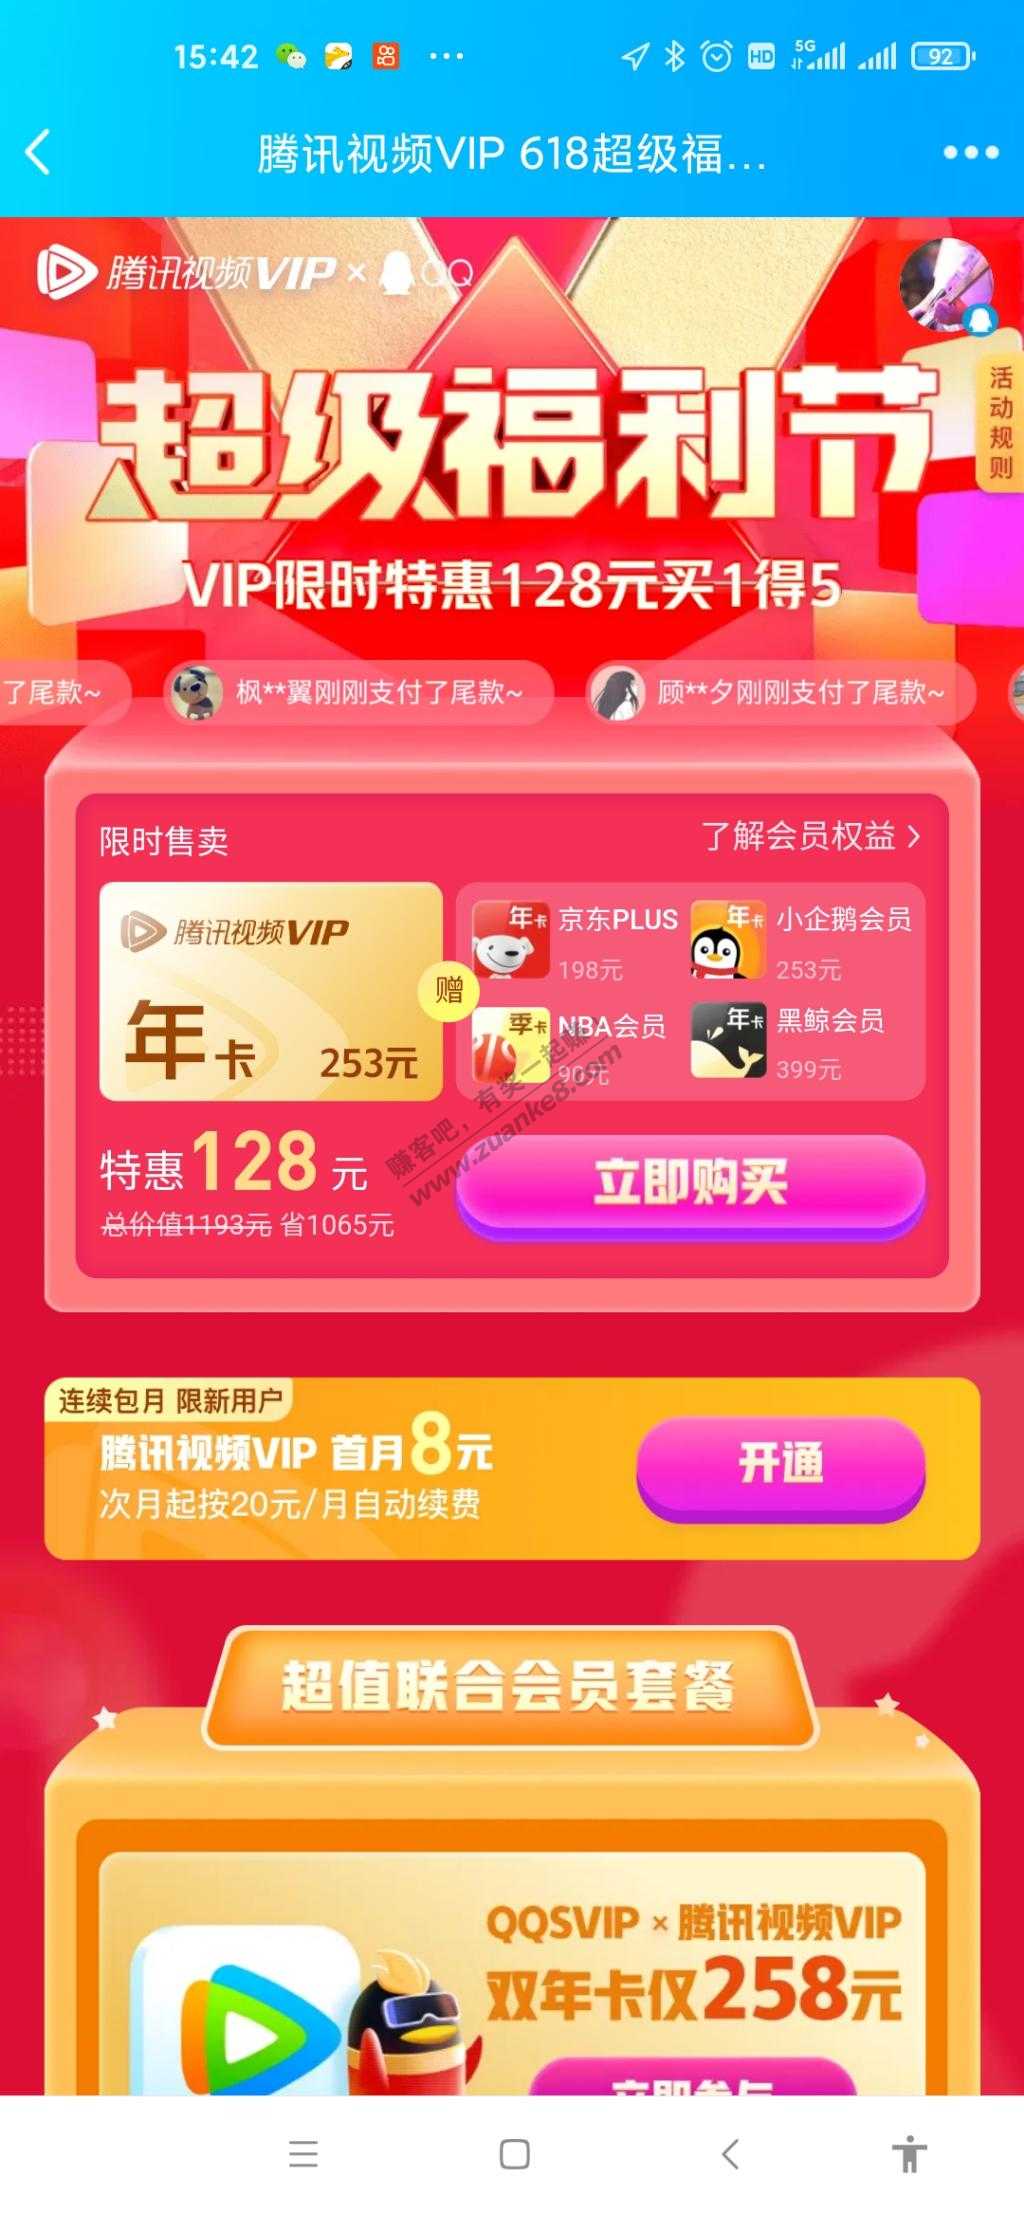 15:42
HD
5G
92
腾讯视频VIP 618超级福...
腾讯视频VIP × QQ
活动规则
超级福利节
VIP限时特惠128元买1得5
了尾款~
枫**翼刚刚支付了尾款~
顾**夕刚刚支付了尾款~
限时售卖
了解会员权益
腾讯视频VIP
年卡
253元
赠
年卡
京东PLUS
198元
年卡
小企鹅会员
253元
季卡
NBA会员
90元
年卡
黑鲸会员
399元
特惠128元
总价值1193元 省1065元
立即购买
赚客吧，有奖一起赚！
www.zuanke8.com
连续包月 限新用户
腾讯视频VIP 首月8元
次月起按20元/月自动续费
开通
超值联合会员套餐
QQSVIP × 腾讯视频VIP
双年卡仅258元
立即参与